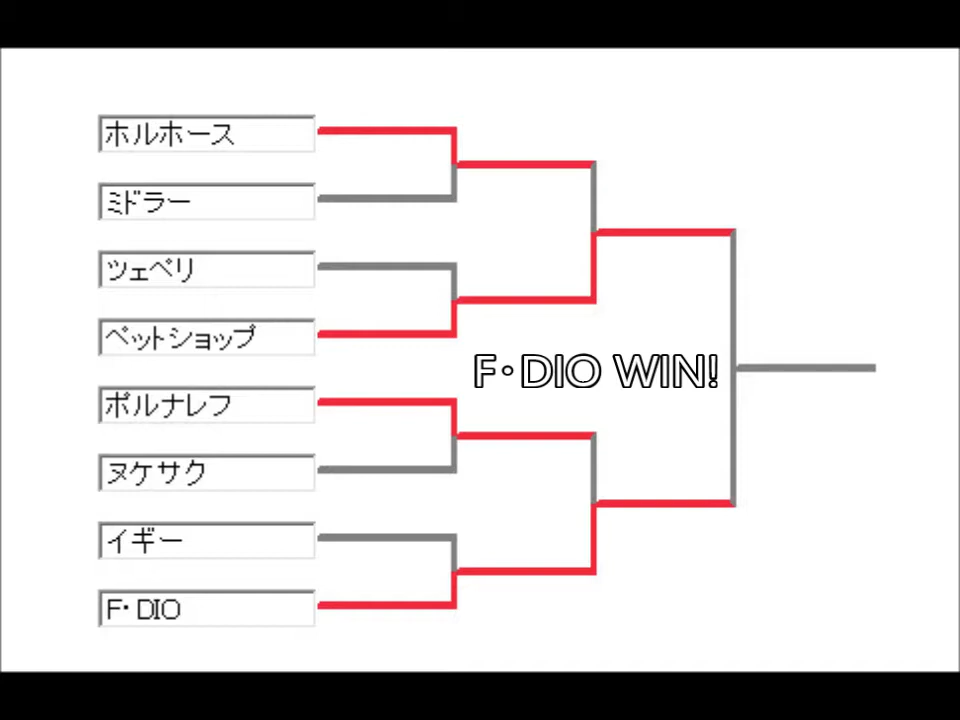 ホルホース
ミドラー
ツェペリ
ペットショップ
F・DIO WIN!
ポルナレフ
ヌケサク
イギー
F・DIO